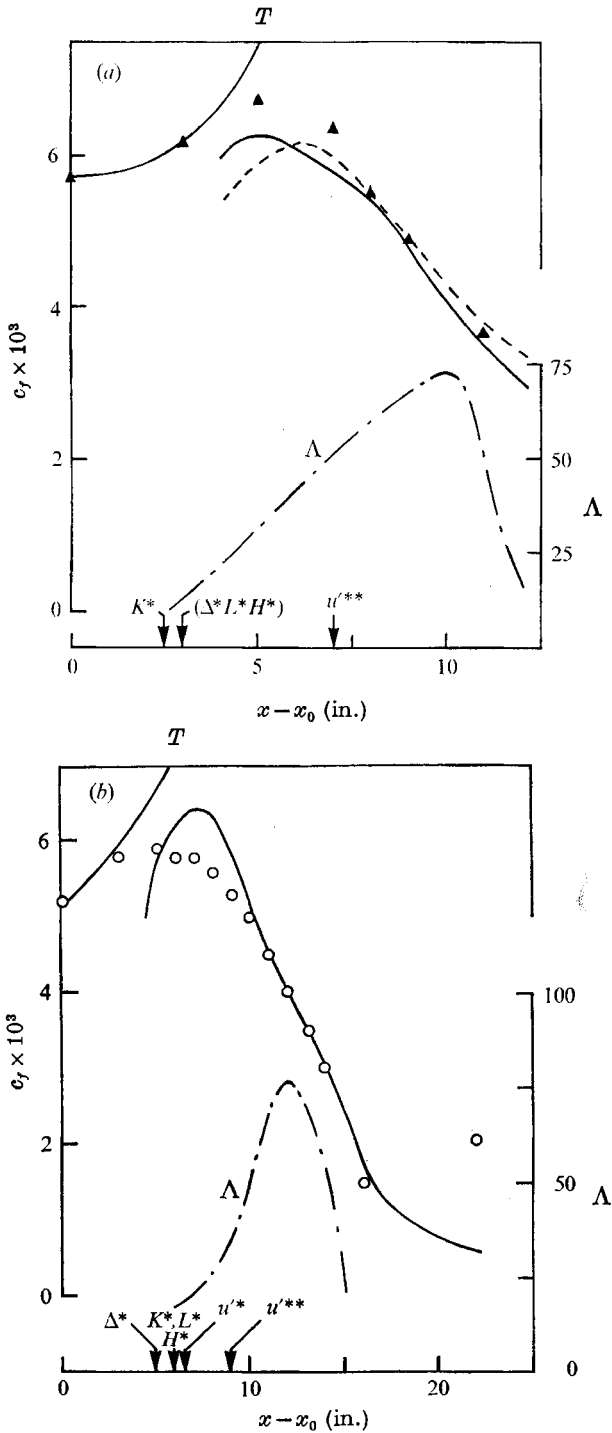 T
(a)
6
4
c_f × 10³
75
2
Λ
50
Λ
25
0
K*
(Δ* L* H*)
u'**
0
5
10
x − x₀ (in.)
T
(b)
6
4
c_f × 10³
100
2
Λ
50
Λ
0
Δ*
K*, L*
u'*
u'**
H*
0
0
10
20
x − x₀ (in.)